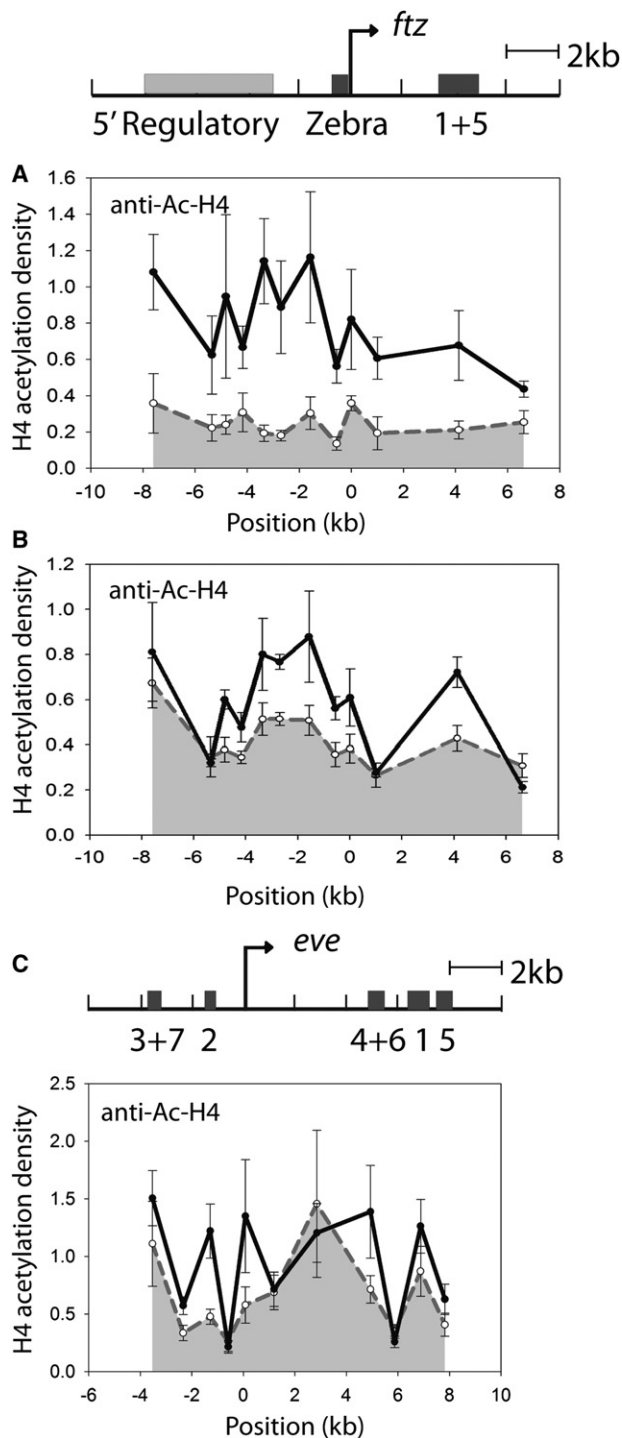 ftz
2kb
5' Regulatory Zebra 1+5
A
anti-Ac-H4
H4 acetylation density
1.6
1.4
1.2
1.0
0.8
0.6
0.4
0.2
0.0
-10 -8 -6 -4 -2 0 2 4 6 8
Position (kb)
B
anti-Ac-H4
H4 acetylation density
1.2
1.0
0.8
0.6
0.4
0.2
0.0
-10 -8 -6 -4 -2 0 2 4 6 8
Position (kb)
C
eve
2kb
3+7 2 4+6 1 5
anti-Ac-H4
H4 acetylation density
2.5
2.0
1.5
1.0
0.5
0.0
-6 -4 -2 0 2 4 6 8 10
Position (kb)